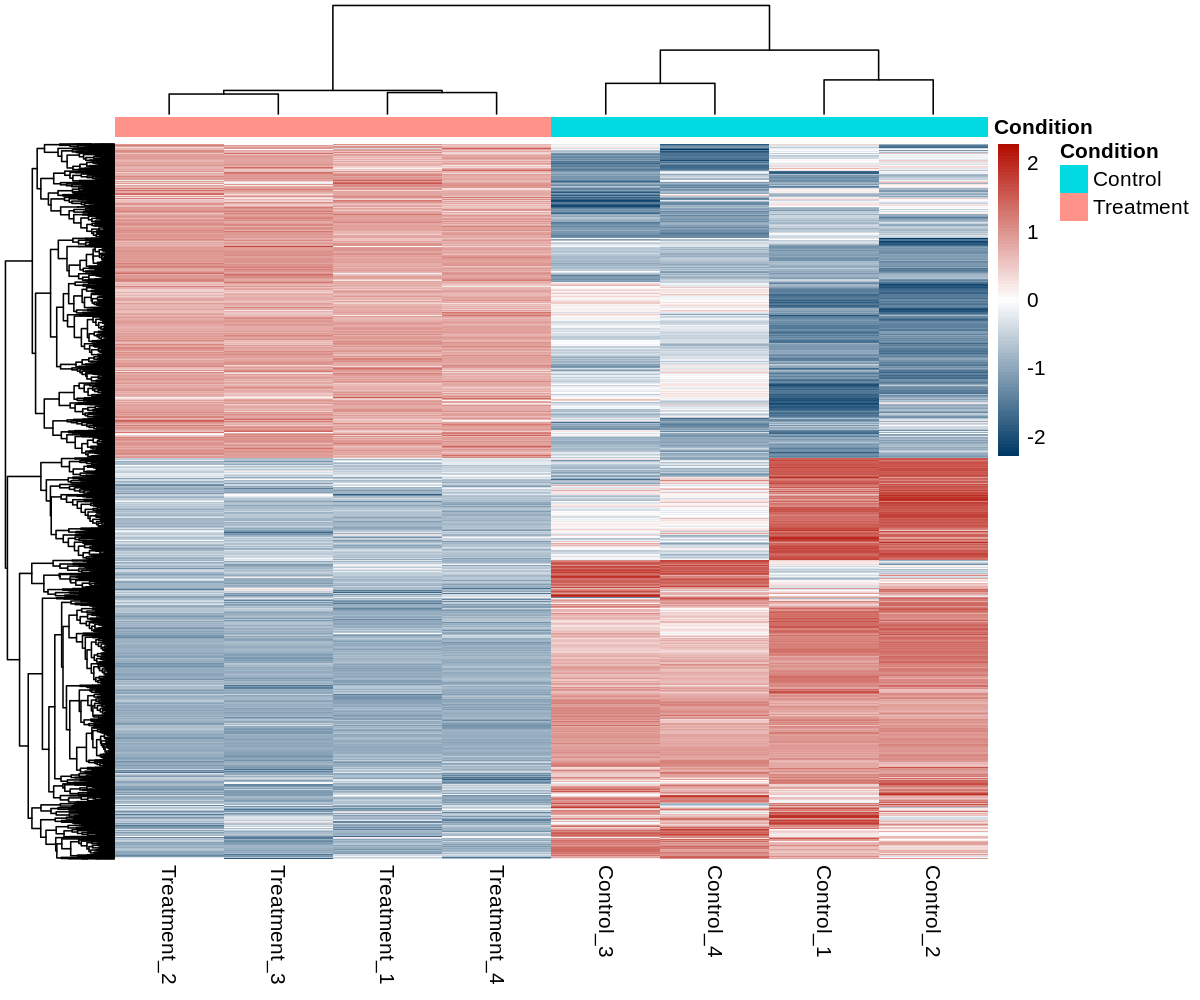 Condition
Condition
Control
Treatment
2
1
0
-1
-2
Treatment_2
Treatment_3
Treatment_1
Treatment_4
Control_3
Control_4
Control_1
Control_2